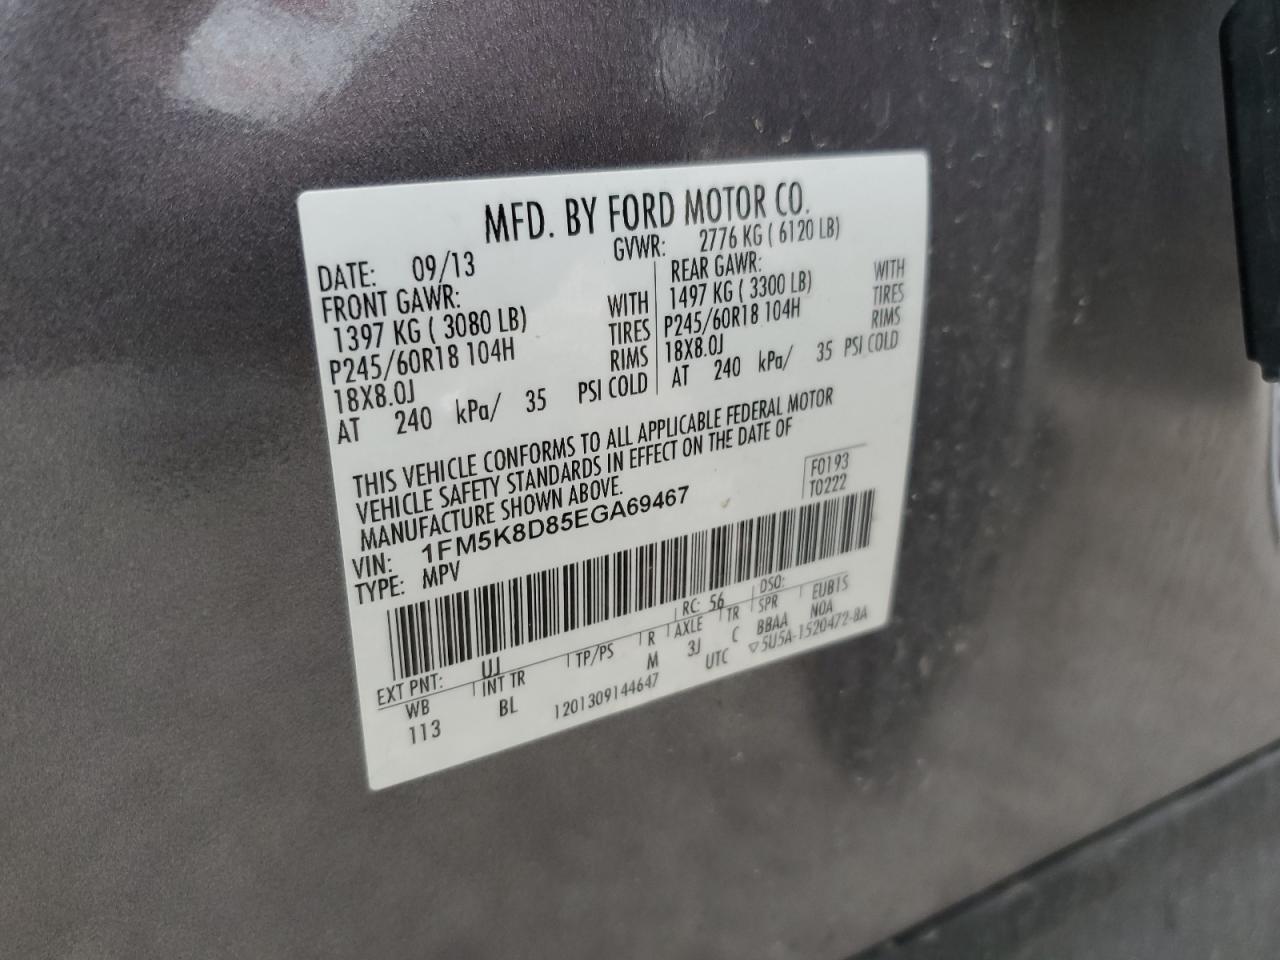 MFD. BY FORD MOTOR CO.
DATE: 09/13 GVWR: 2776 KG ( 6120 LB)
FRONT GAWR: REAR GAWR:
1397 KG ( 3080 LB) WITH 1497 KG ( 3300 LB) WITH
P245/60R18 104H TIRES P245/60R18 104H TIRES
18X8.0J RIMS 18X8.0J RIMS
AT 240 kPa/ 35 PSI COLD AT 240 kPa/ 35 PSI COLD
THIS VEHICLE CONFORMS TO ALL APPLICABLE FEDERAL MOTOR
VEHICLE SAFETY STANDARDS IN EFFECT ON THE DATE OF
MANUFACTURE SHOWN ABOVE.
F0193
T0222
VIN: 1FM5K8D85EGA69467
TYPE: MPV
EXT PNT: UJ RC: 56 DSO:
WB INT TR TP/PS R AXLE TR SPR EUB1S
113 BL M 3J C BBAA NOA
1201309144647 UTC ▽5U5A-1520472-BA